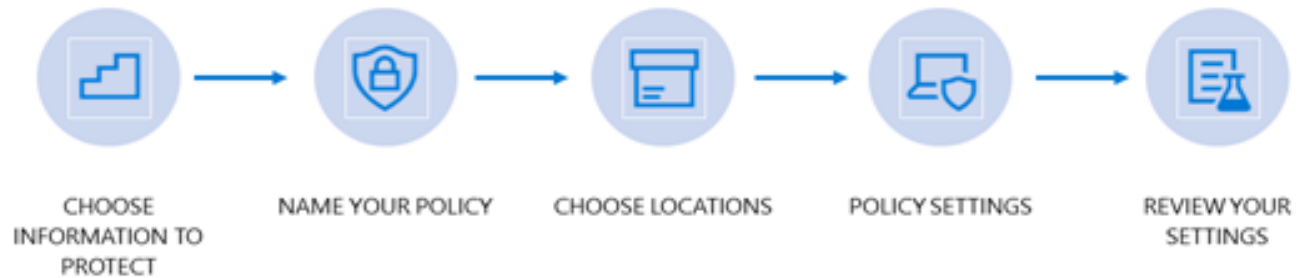 CHOOSE
INFORMATION TO
PROTECT
NAME YOUR POLICY
CHOOSE LOCATIONS
POLICY SETTINGS
REVIEW YOUR
SETTINGS